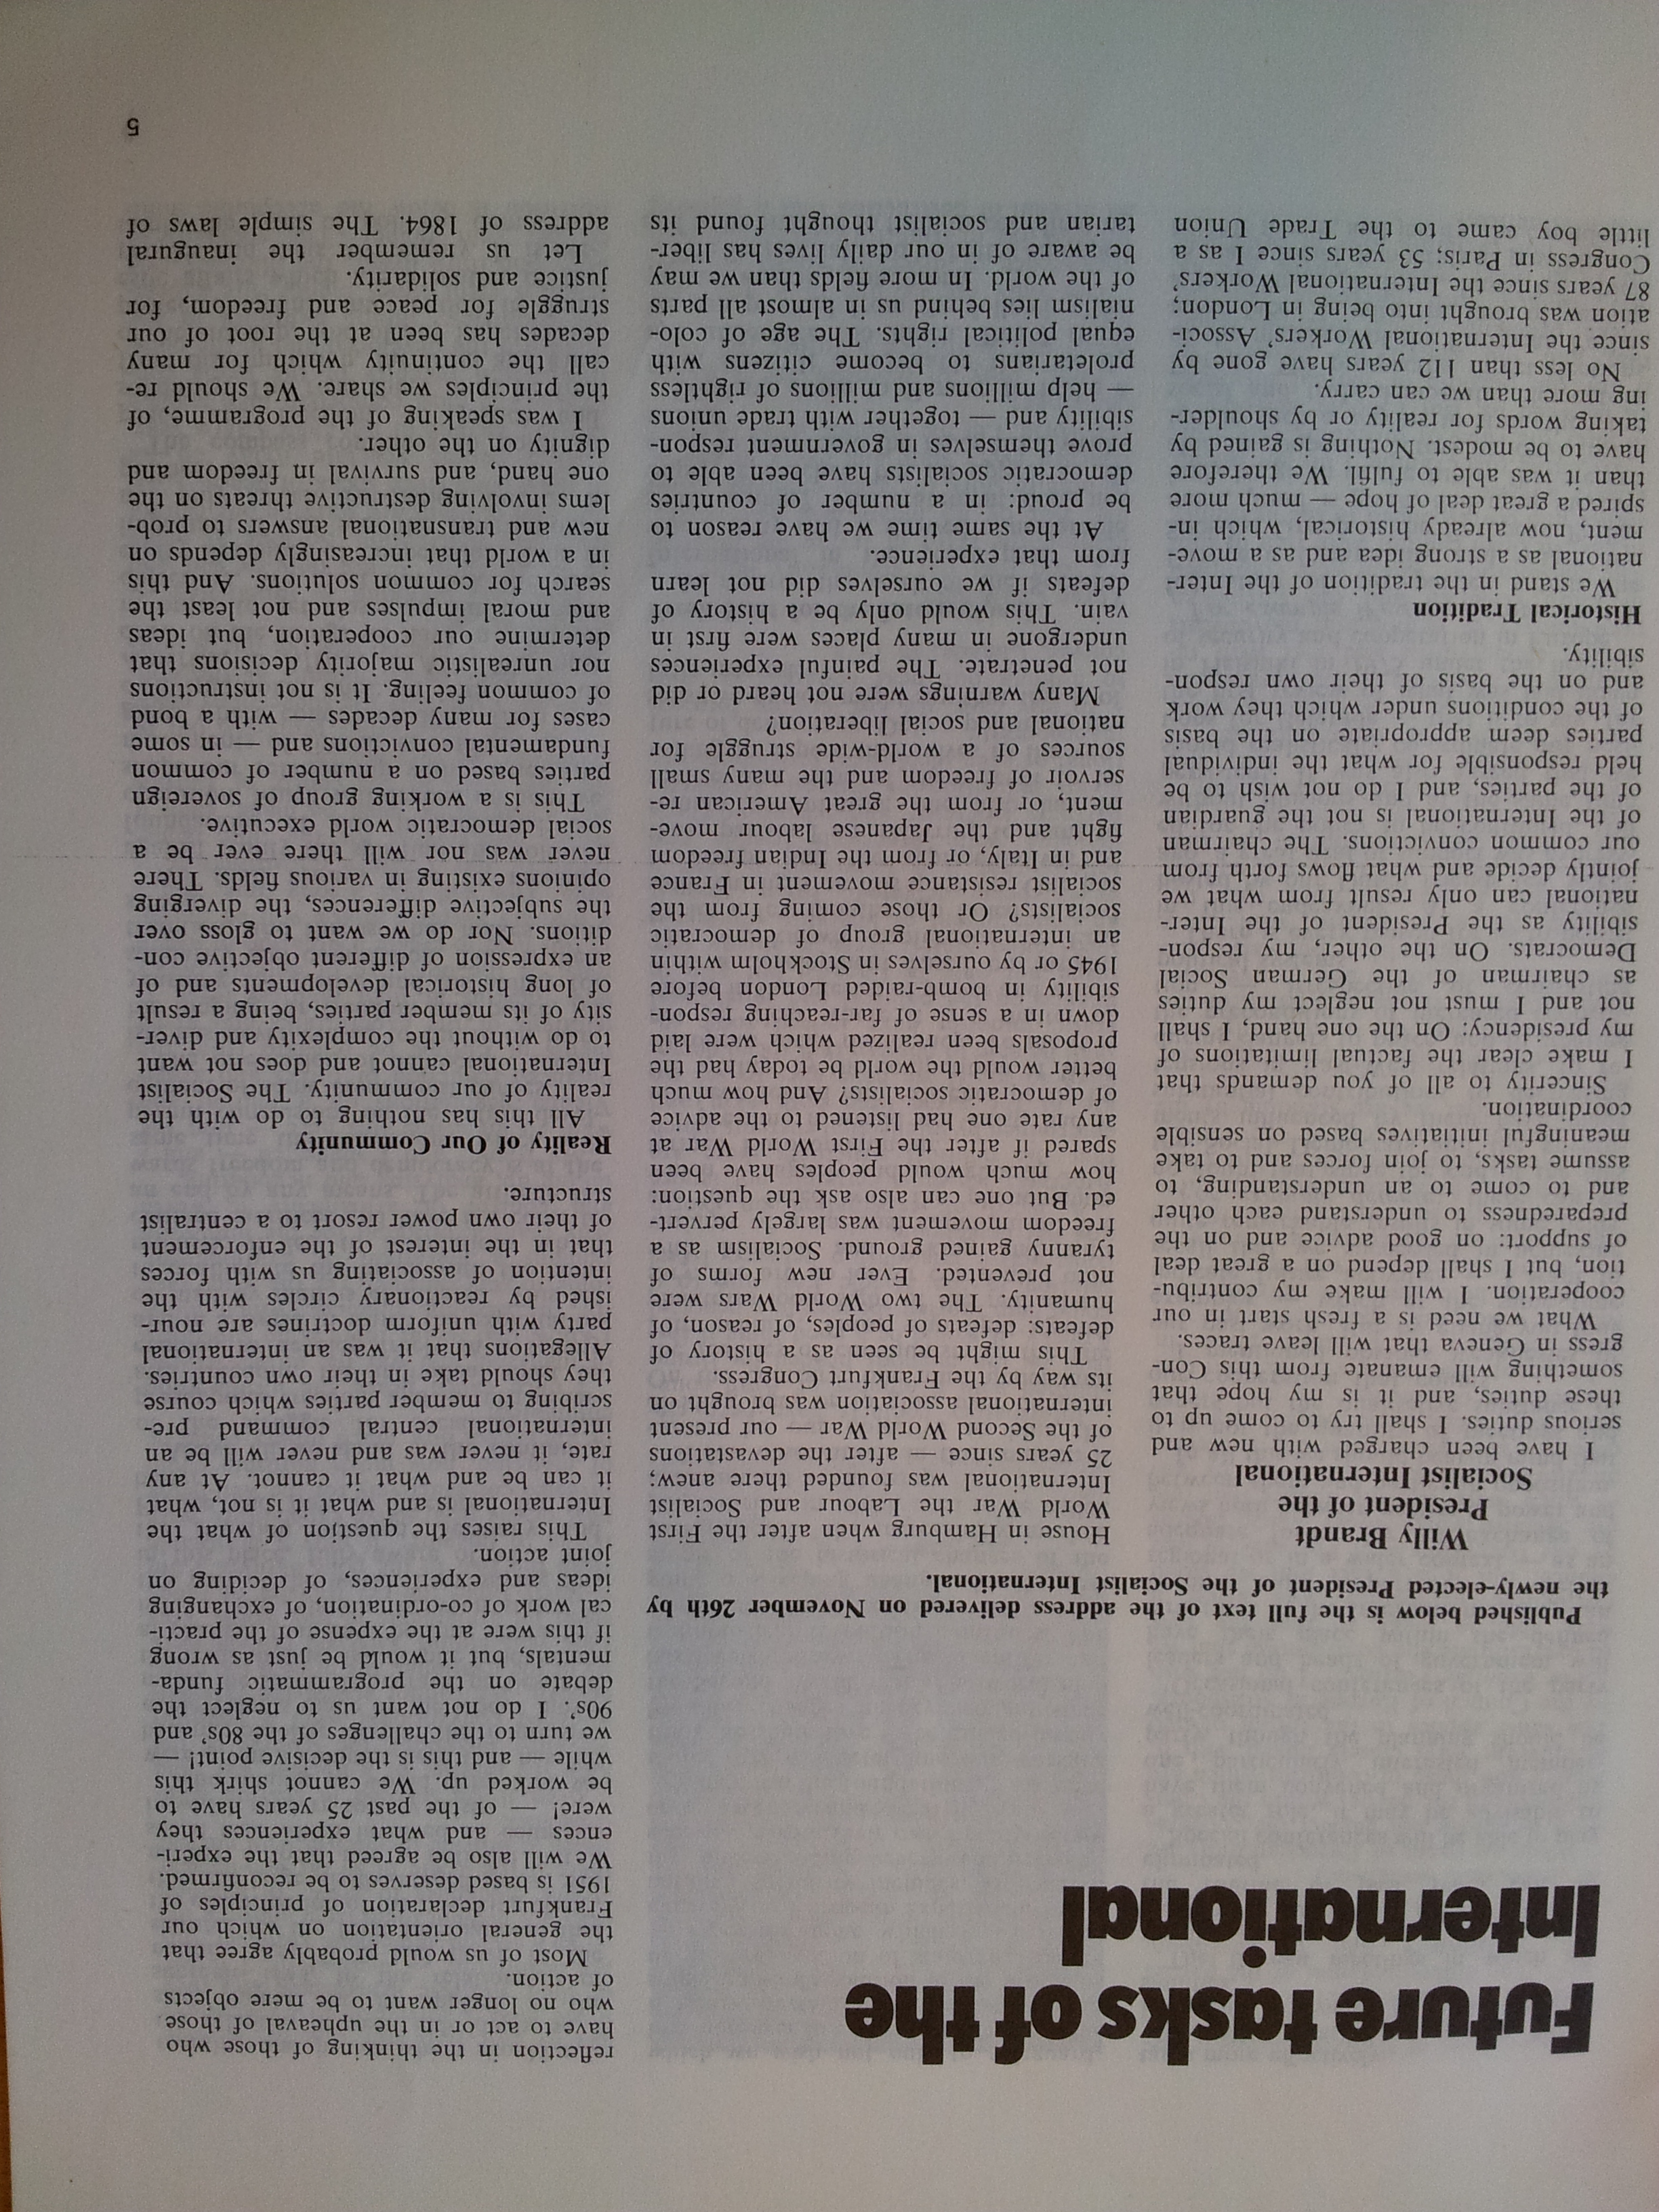 Future tasks of the
International
Published below is the full text of the address delivered on November 26th by
the newly-elected President of the Socialist International.
Willy Brandt
President of the
Socialist International
I have been charged with new and
serious duties. I shall try to come up to
these duties, and it is my hope that
something will emanate from this Con-
gress in Geneva that will leave traces.
What we need is a fresh start in our
cooperation. I will make my contribu-
tion, but I shall depend on a great deal
of support: on good advice and on the
preparedness to understand each other
and to come to an understanding, to
assume tasks, to join forces and to take
meaningful initiatives based on sensible
coordination.
Sincerity to all of you demands that
I make clear the factual limitations of
my presidency: On the one hand, I shall
not and I must not neglect my duties
as chairman of the German Social
Democrats. On the other, my respon-
sibility as the President of the Inter-
national can only result from what we
jointly decide and what flows forth from
our common convictions. The chairman
of the International is not the guardian
of the parties, and I do not wish to be
held responsible for what the individual
parties deem appropriate on the basis
of the conditions under which they work
and on the basis of their own respon-
sibility.
Historical Tradition
We stand in the tradition of the Inter-
national as a strong idea and as a move-
ment, now already historical, which in-
spired a great deal of hope — much more
than it was able to fulfil. We therefore
have to be modest. Nothing is gained by
taking words for reality or by shoulder-
ing more than we can carry.
No less than 112 years have gone by
since the International Workers' Associ-
ation was brought into being in London;
87 years since the International Workers'
Congress in Paris; 53 years since I as a
little boy came to the Trade Union
House in Hamburg when after the First
World War the Labour and Socialist
International was founded there anew;
25 years since — after the devastations
of the Second World War — our present
international association was brought on
its way by the Frankfurt Congress.
This might be seen as a history of
defeats: defeats of peoples, of reason, of
humanity. The two World Wars were
not prevented. Ever new forms of
tyranny gained ground. Socialism as a
freedom movement was largely pervert-
ed. But one can also ask the question:
how much would peoples have been
spared if after the First World War at
any rate one had listened to the advice
of democratic socialists? And how much
better would the world be today had the
proposals been realized which were laid
down in a sense of far-reaching respon-
sibility in bomb-raided London before
1945 or by ourselves in Stockholm within
an international group of democratic
socialists? Or those coming from the
socialist resistance movement in France
and in Italy, or from the Indian freedom
fight and the Japanese labour move-
ment, or from the great American re-
servoir of freedom and the many small
sources of a world-wide struggle for
national and social liberation?
Many warnings were not heard or did
not penetrate. The painful experiences
undergone in many places were first in
vain. This would only be a history of
defeats if we ourselves did not learn
from that experience.
At the same time we have reason to
be proud: in a number of countries
democratic socialists have been able to
prove themselves in government respon-
sibility and — together with trade unions
— help millions and millions of rightless
proletarians to become citizens with
equal political rights. The age of colo-
nialism lies behind us in almost all parts
of the world. In more fields than we may
be aware of in our daily lives has liber-
tarian and socialist thought found its
reflection in the thinking of those who
have to act or in the upheaval of those
who no longer want to be mere objects
of action.
Most of us would probably agree that
the general orientation on which our
Frankfurt declaration of principles of
1951 is based deserves to be reconfirmed.
We will also be agreed that the experi-
ences — and what experiences they
were! — of the past 25 years have to
be worked up. We cannot shirk this
while — and this is the decisive point! —
we turn to the challenges of the 80s' and
90s'. I do not want us to neglect the
debate on the programmatic funda-
mentals, but it would be just as wrong
if this were at the expense of the practi-
cal work of co-ordination, of exchanging
ideas and experiences, of deciding on
joint action.
This raises the question of what the
International is and what it is not, what
it can be and what it cannot. At any
rate, it never was and never will be an
international central command pre-
scribing to member parties which course
they should take in their own countries.
Allegations that it was an international
party with uniform doctrines are nour-
ished by reactionary circles with the
intention of associating us with forces
that in the interest of the enforcement
of their own power resort to a centralist
structure.
Reality of Our Community
All this has nothing to do with the
reality of our community. The Socialist
International cannot and does not want
to do without the complexity and diver-
sity of its member parties, being a result
of long historical developments and of
an expression of different objective con-
ditions. Nor do we want to gloss over
the subjective differences, the diverging
opinions existing in various fields. There
never was nor will there ever be a
social democratic world executive.
This is a working group of sovereign
parties based on a number of common
fundamental convictions and — in some
cases for many decades — with a bond
of common feeling. It is not instructions
nor unrealistic majority decisions that
determine our cooperation, but ideas
and moral impulses and not least the
search for common solutions. And this
in a world that increasingly depends on
new and transnational answers to prob-
lems involving destructive threats on the
one hand, and survival in freedom and
dignity on the other.
I was speaking of the programme, of
the principles we share. We should re-
call the continuity which for many
decades has been at the root of our
struggle for peace and freedom, for
justice and solidarity.
Let us remember the inaugural
address of 1864. The simple laws of
5